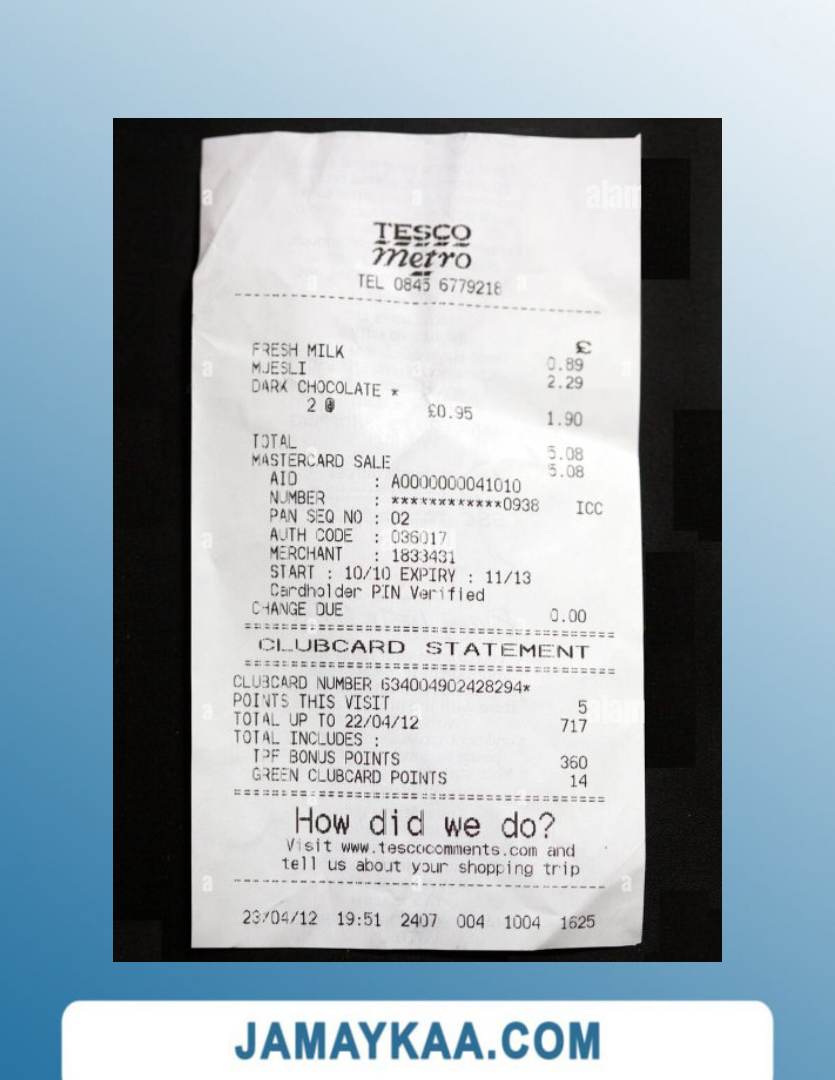 TESCO
metro
TEL 0845 6779218
£
FRESH MILK 0.89
MUESLI 2.29
DARK CHOCOLATE *
2 @ £0.95 1.90
TOTAL 5.08
MASTERCARD SALE 5.08
AID : A0000000041010
NUMBER : ************0938 ICC
PAN SEQ NO : 02
AUTH CODE : 036017
MERCHANT : 1833431
START : 10/10 EXPIRY : 11/13
Cardholder PIN Verified
CHANGE DUE 0.00
CLUBCARD STATEMENT
CLUBCARD NUMBER 634004902428294*
POINTS THIS VISIT 5
TOTAL UP TO 22/04/12 717
TOTAL INCLUDES :
TPF BONUS POINTS 360
GREEN CLUBCARD POINTS 14
How did we do?
Visit www.tescocomments.com and
tell us about your shopping trip
23/04/12 19:51 2407 004 1004 1625
JAMAYKAA.COM